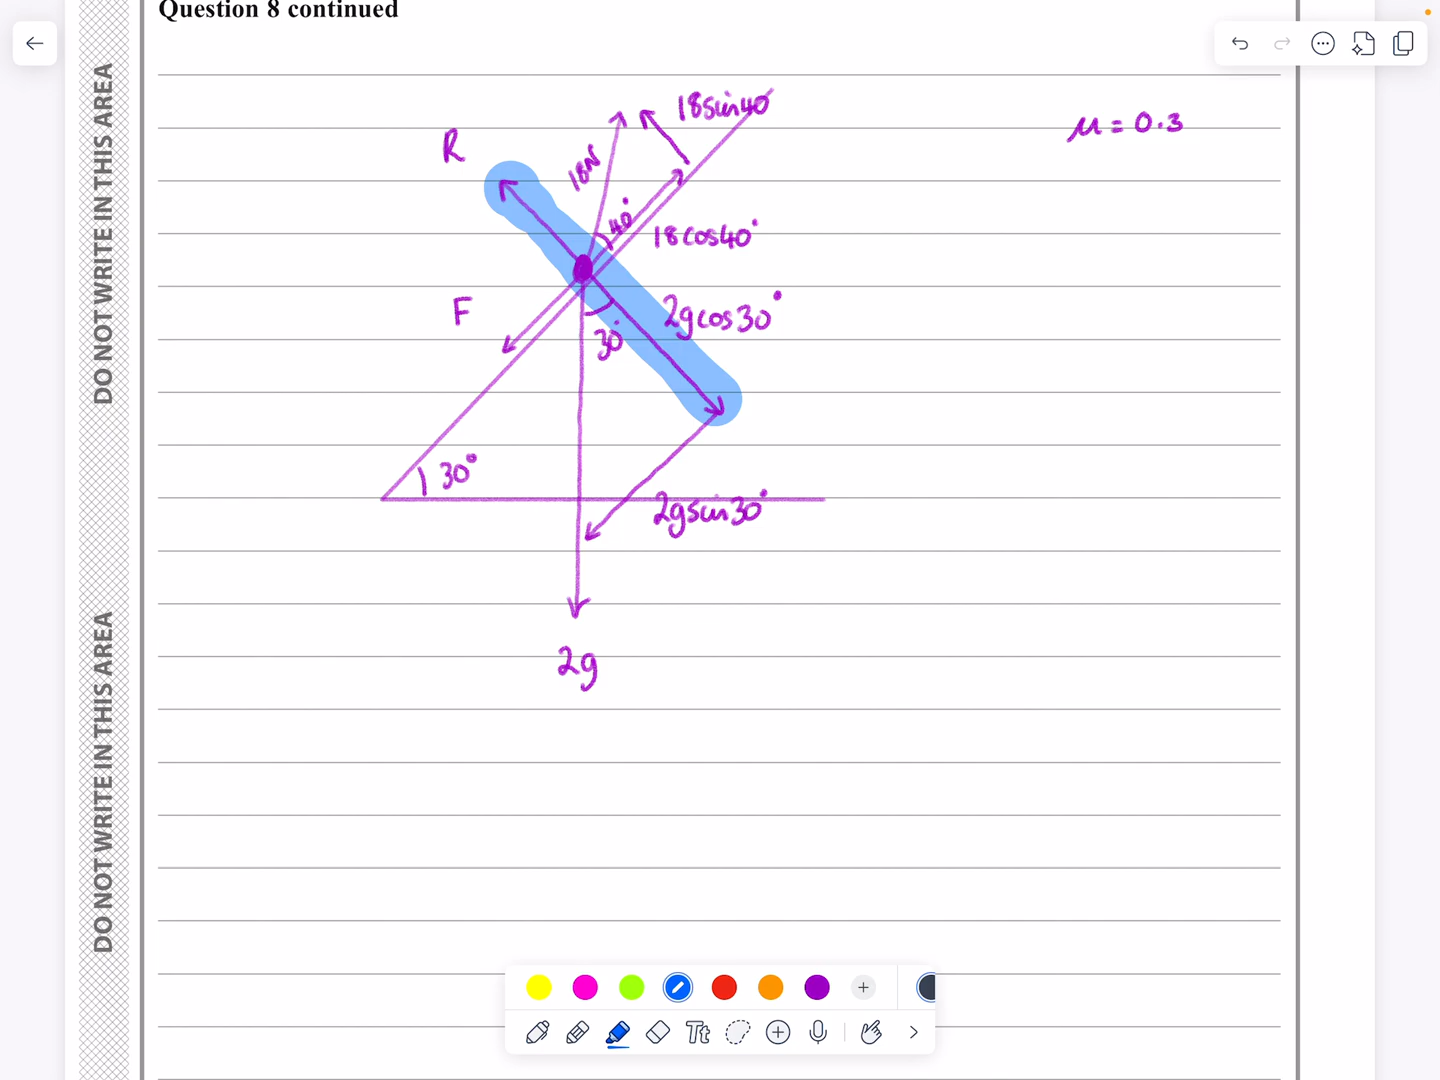 Question 8 continued
DO NOT WRITE IN THIS AREA
DO NOT WRITE IN THIS AREA
18sin40°
μ = 0.3
R
18N
40°
18cos40°
F
2gcos30°
30°
30°
2gsin30°
2g
Tt